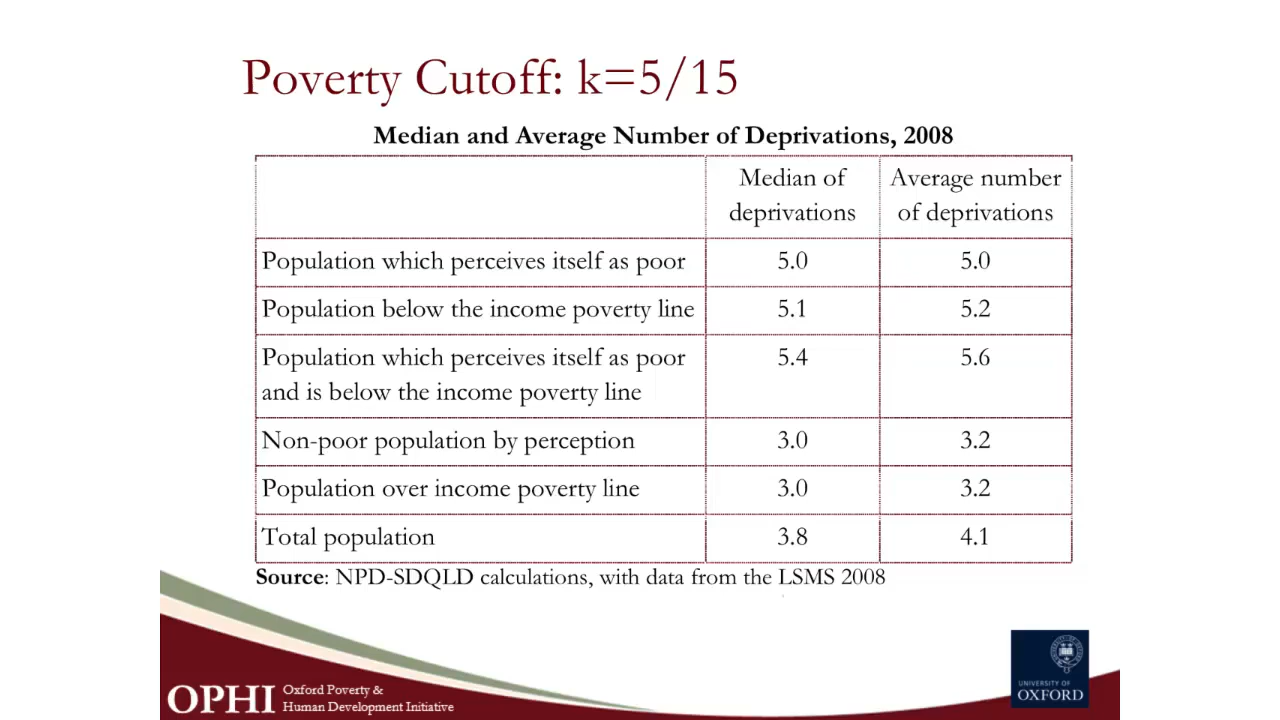 Poverty Cutoff: k=5/15
Median and Average Number of Deprivations, 2008
Median of deprivations
Average number of deprivations
Population which perceives itself as poor 5.0 5.0
Population below the income poverty line 5.1 5.2
Population which perceives itself as poor 5.4 5.6
and is below the income poverty line
Non-poor population by perception 3.0 3.2
Population over income poverty line 3.0 3.2
Total population 3.8 4.1
Source: NPD-SDQLD calculations, with data from the LSMS 2008
OPHI
Oxford Poverty &
Human Development Initiative
UNIVERSITY OF
OXFORD